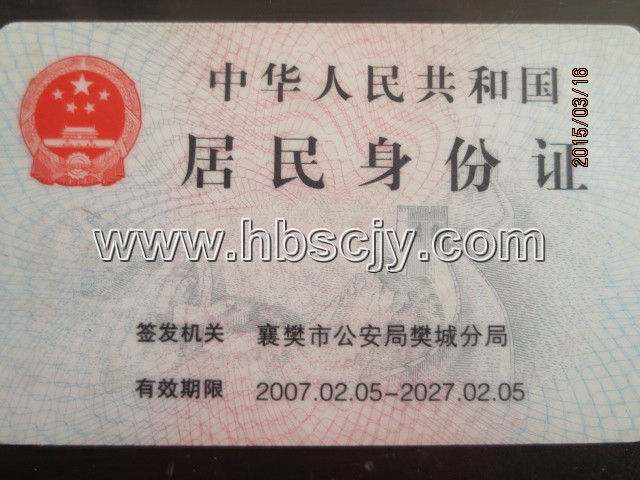 中华人民共和国
居民身份证
2015/03/16
www.hbscjy.com
签发机关 襄樊市公安局樊城分局
有效期限 2007.02.05-2027.02.05